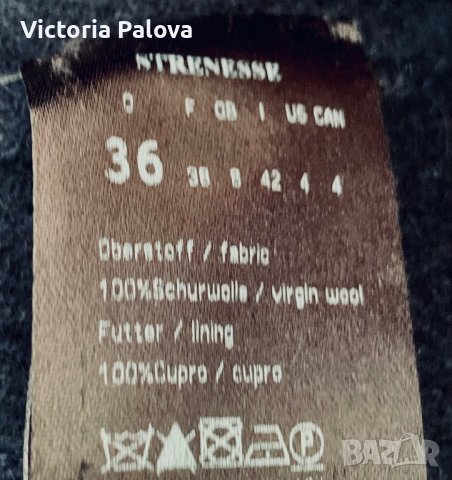 Victoria Palova
STRENESSE
D F GB I US CAN
36 38 8 42 4 4
Oberstoff / fabric
100%Schurwolle / virgin wool
Futter / lining
100%Cupro / cupro
P
BAZAR